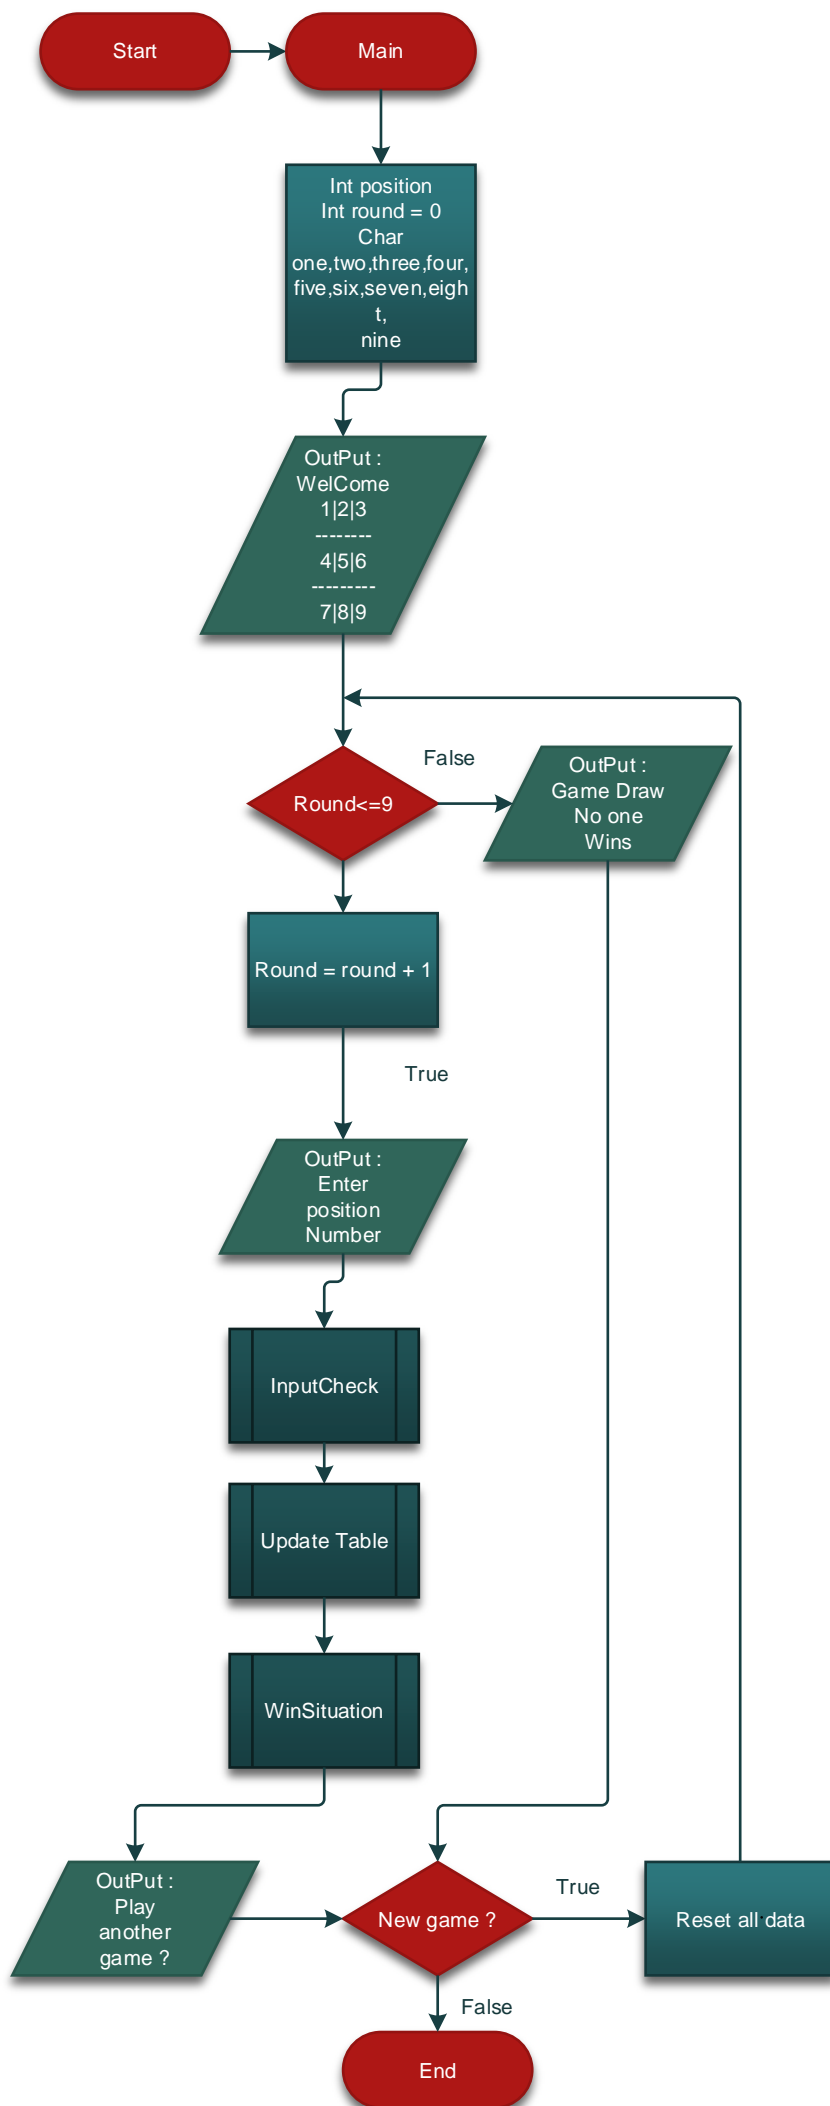 Start
Main
Int position
Int round = 0
Char
one,two,three,four,
five,six,seven,eigh
t,
nine
OutPut :
WelCome
1|2|3
--------
4|5|6
---------
7|8|9
False
Round<=9
OutPut :
Game Draw
No one
Wins
Round = round + 1
True
OutPut :
Enter
position
Number
InputCheck
Update Table
WinSituation
OutPut :
Play
another
game ?
New game ?
True
Reset all data
False
End